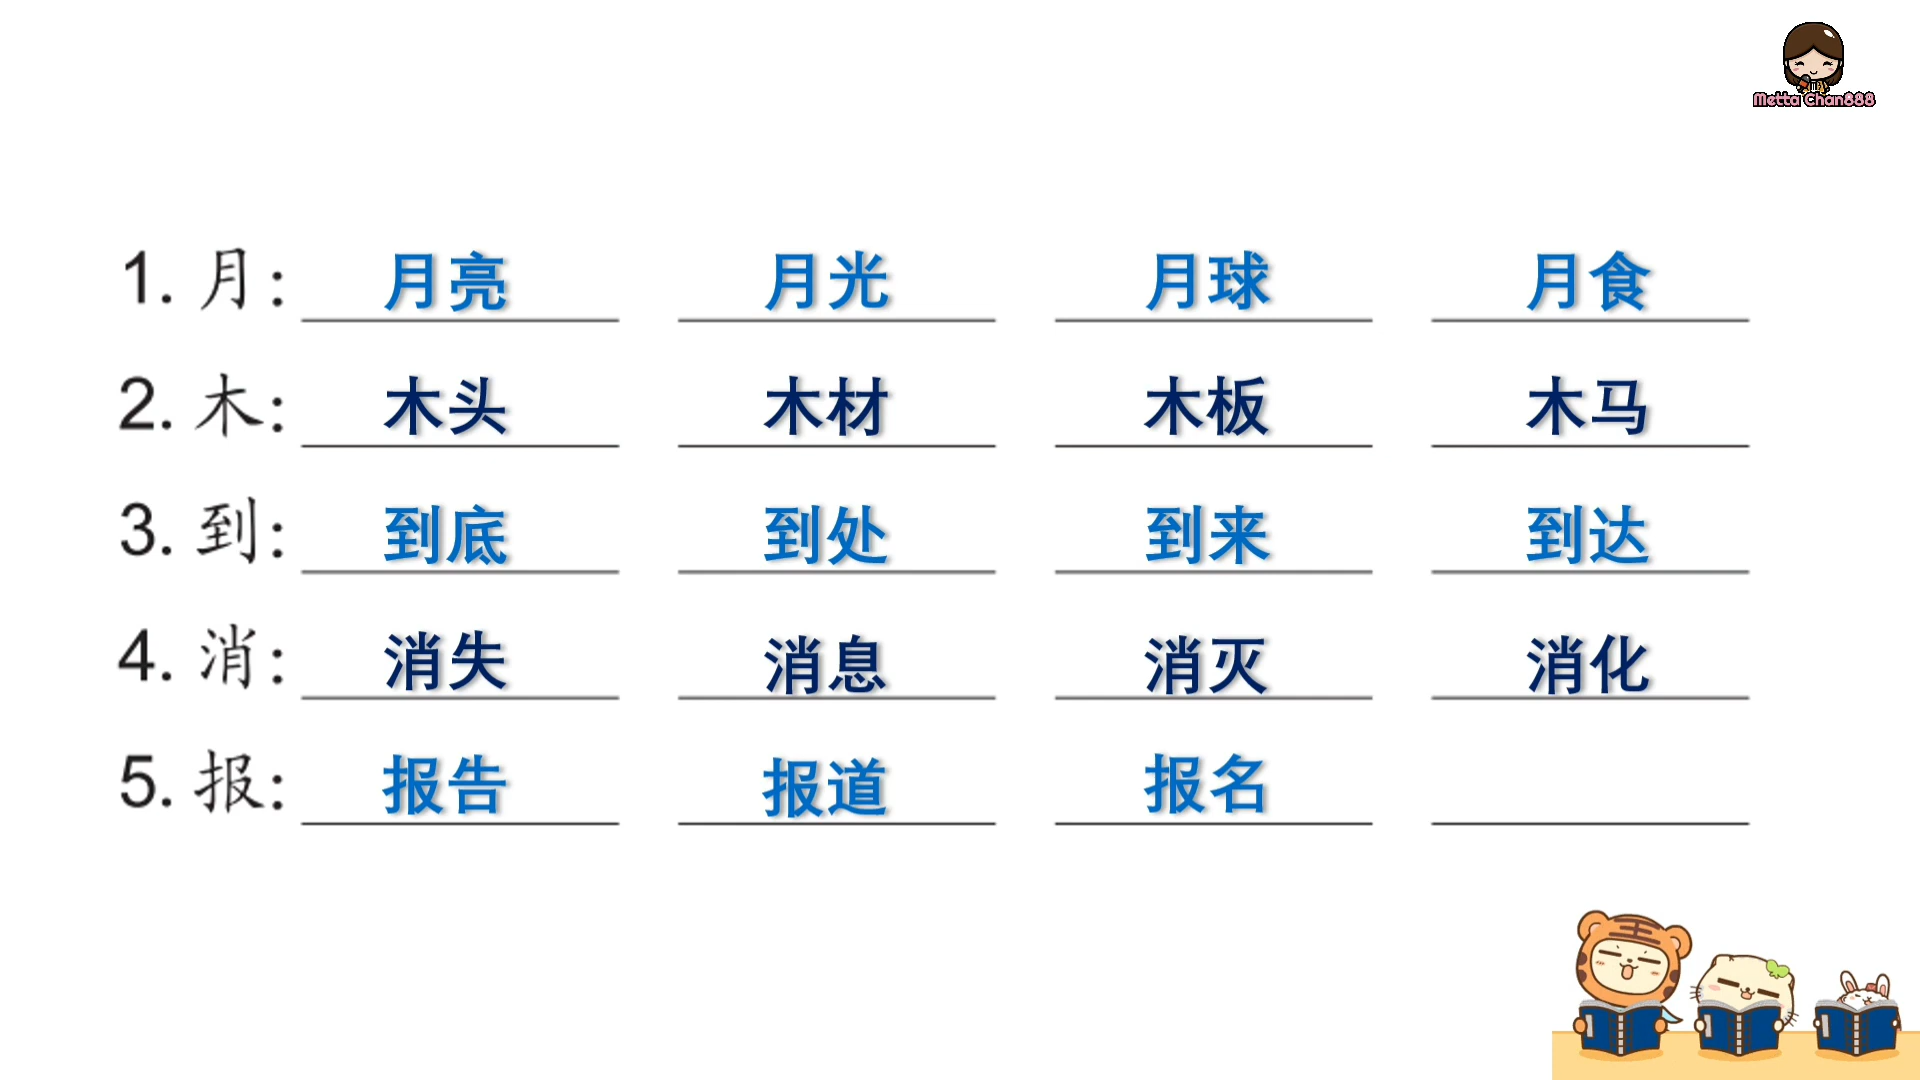 Metta Chan888
1. 月: 月亮 月光 月球 月食
2. 木: 木头 木材 木板 木马
3. 到: 到底 到处 到来 到达
4. 消: 消失 消息 消灭 消化
5. 报: 报告 报道 报名